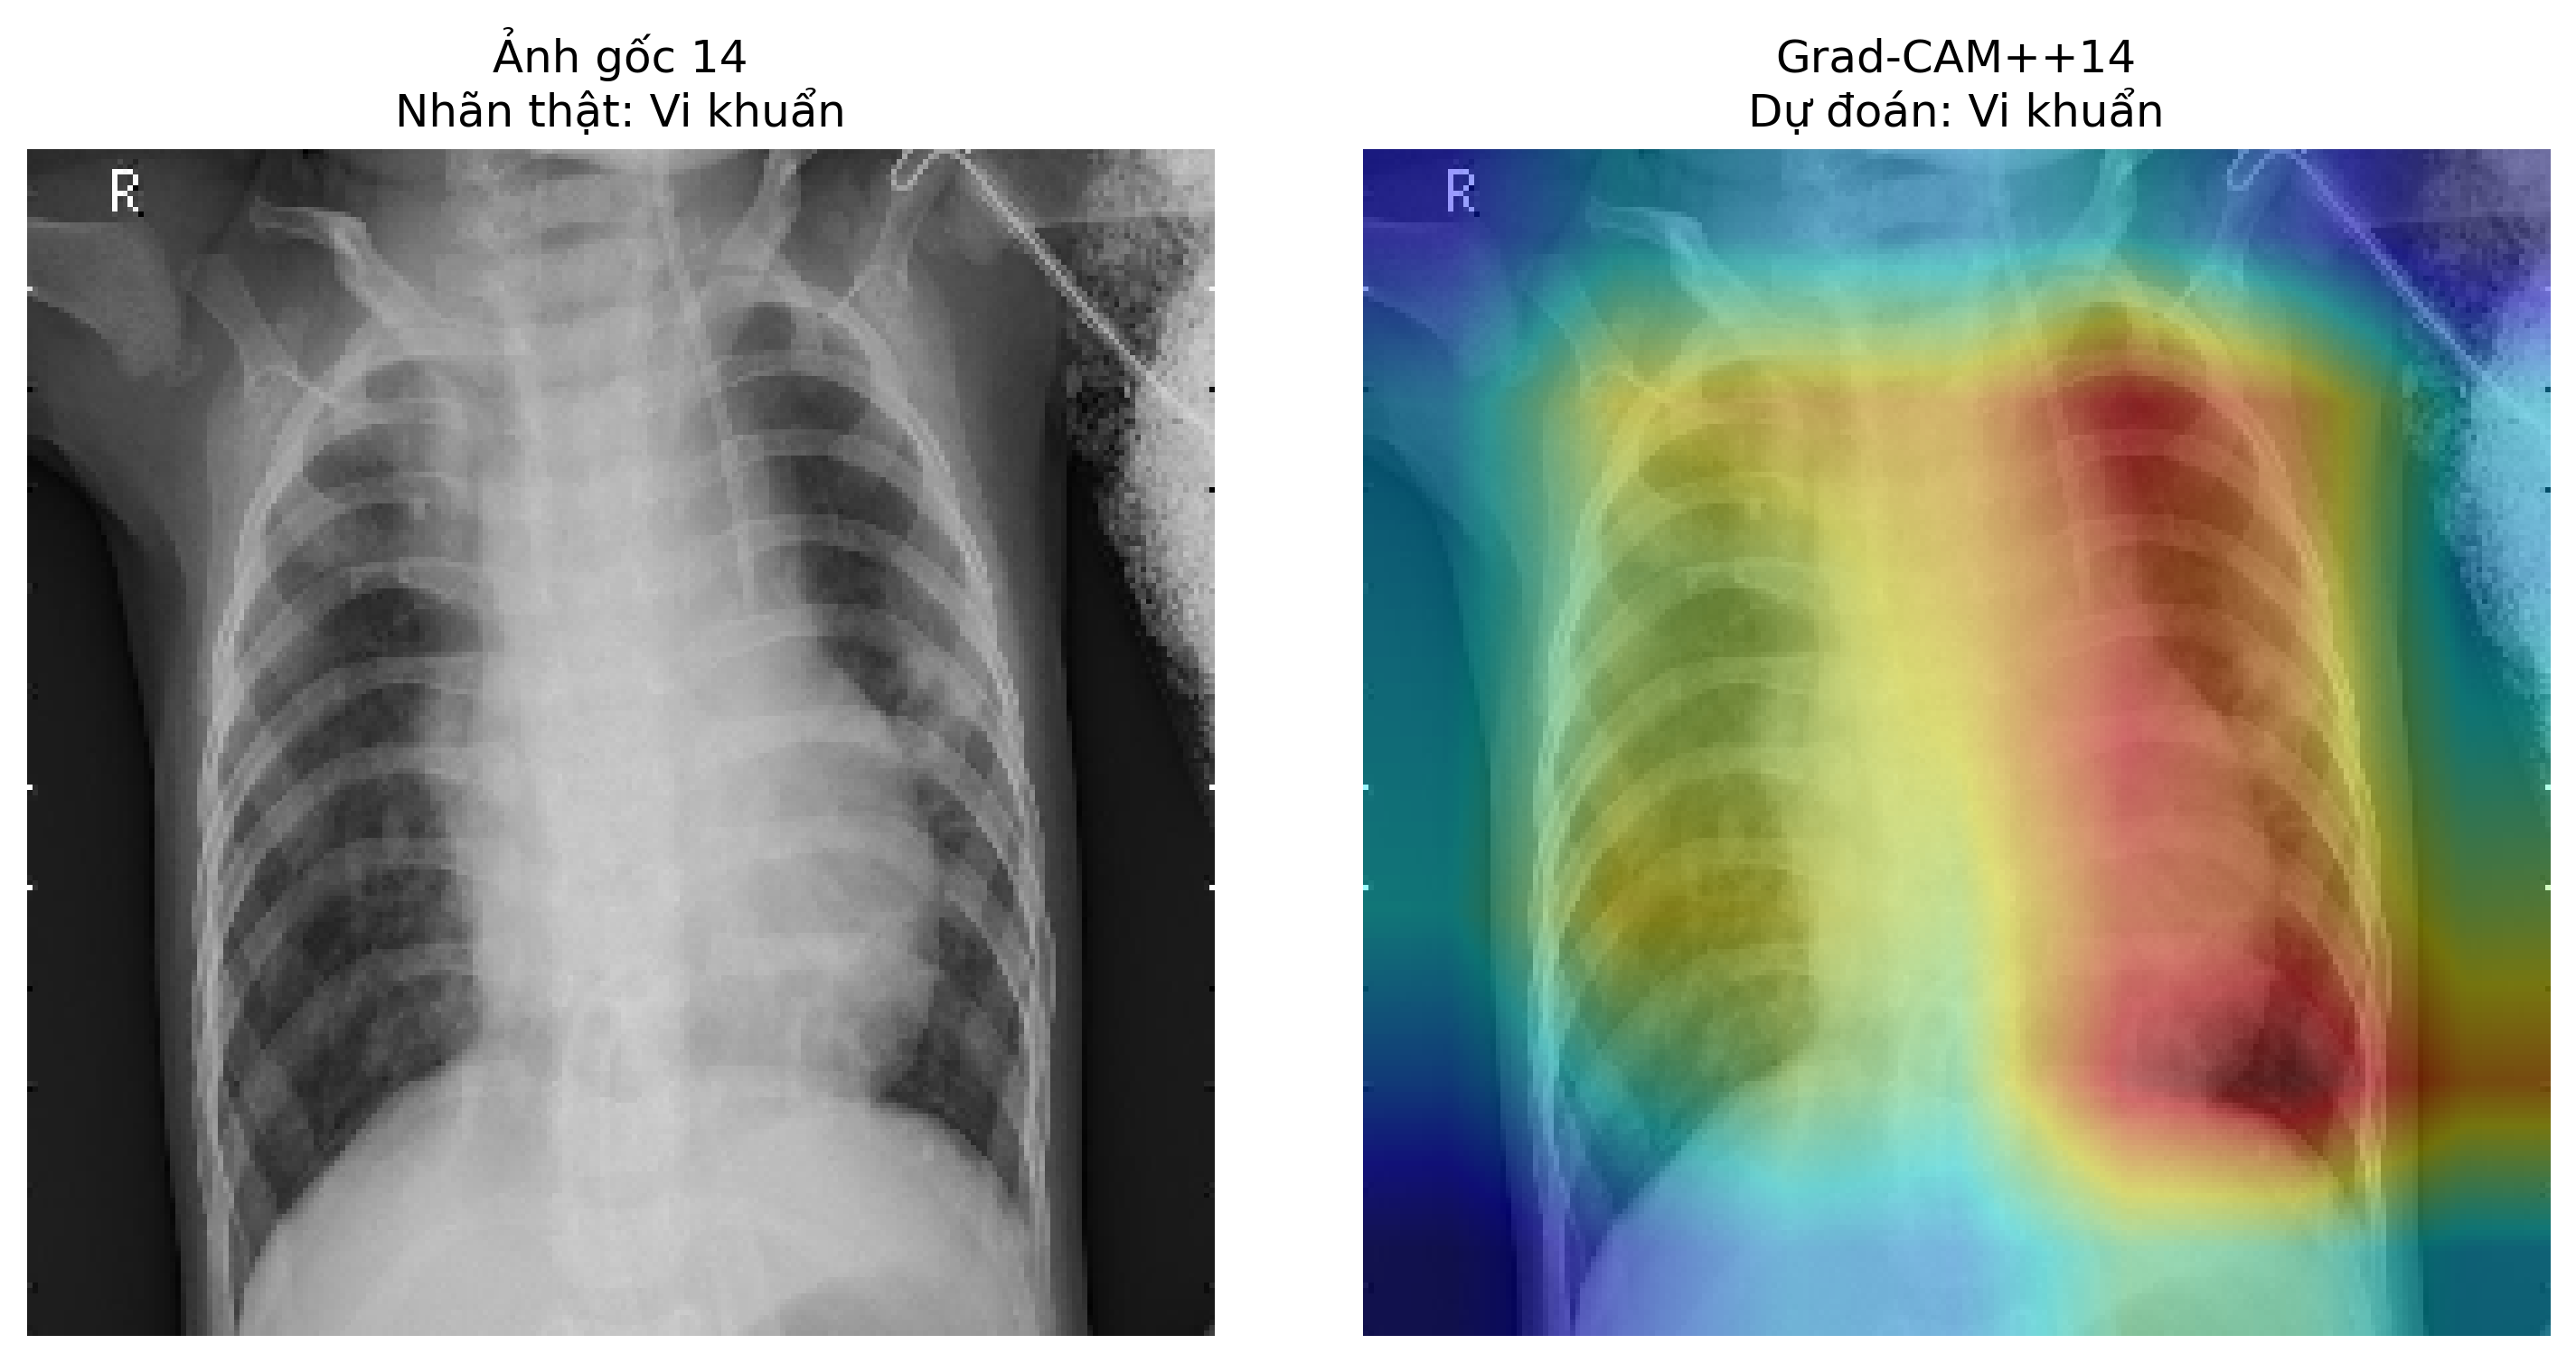 Ảnh gốc 14
Nhãn thật: Vi khuẩn
R
Grad-CAM++14
Dự đoán: Vi khuẩn
R